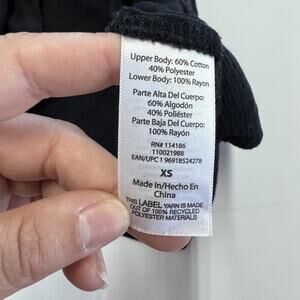 Upper Body: 60% Cotton
40% Polyester
Lower Body: 100% Rayon
Parte Alta Del Cuerpo:
60% Algodón
40% Poliéster
Parte Baja Del Cuerpo:
100% Rayón
RN# 114186
110021988
EAN/UPC 1 96918524278
XS
Made In/Hecho En
China
THIS LABEL YARN IS MADE
OUT OF 100% RECYCLED
POLYESTER MATERIALS